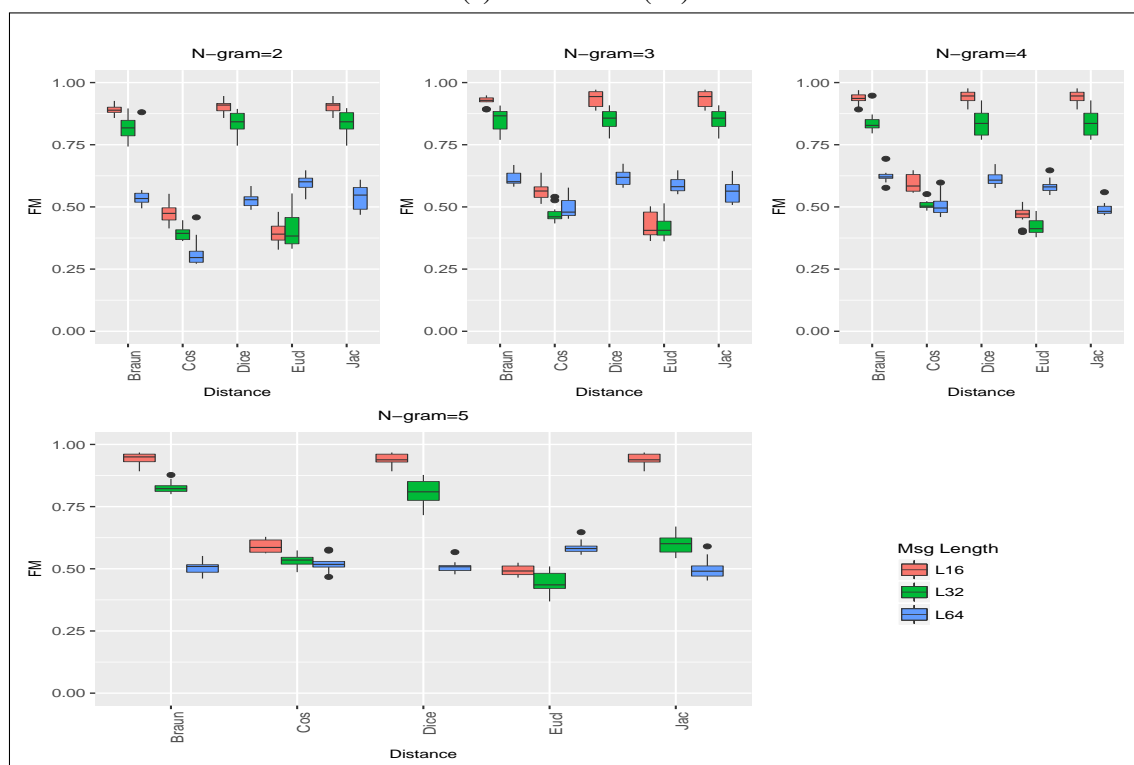 N-gram=2
N-gram=3
N-gram=4
1.00
0.75
0.50
0.25
0.00
FM
Braun
Cos
Dice
Eucl
Jac
Distance
1.00
0.75
0.50
0.25
0.00
FM
Braun
Cos
Dice
Eucl
Jac
Distance
1.00
0.75
0.50
0.25
0.00
FM
Braun
Cos
Dice
Eucl
Jac
Distance
N-gram=5
1.00
0.75
0.50
0.25
0.00
FM
Braun
Cos
Dice
Eucl
Jac
Distance
Msg Length
L16
L32
L64